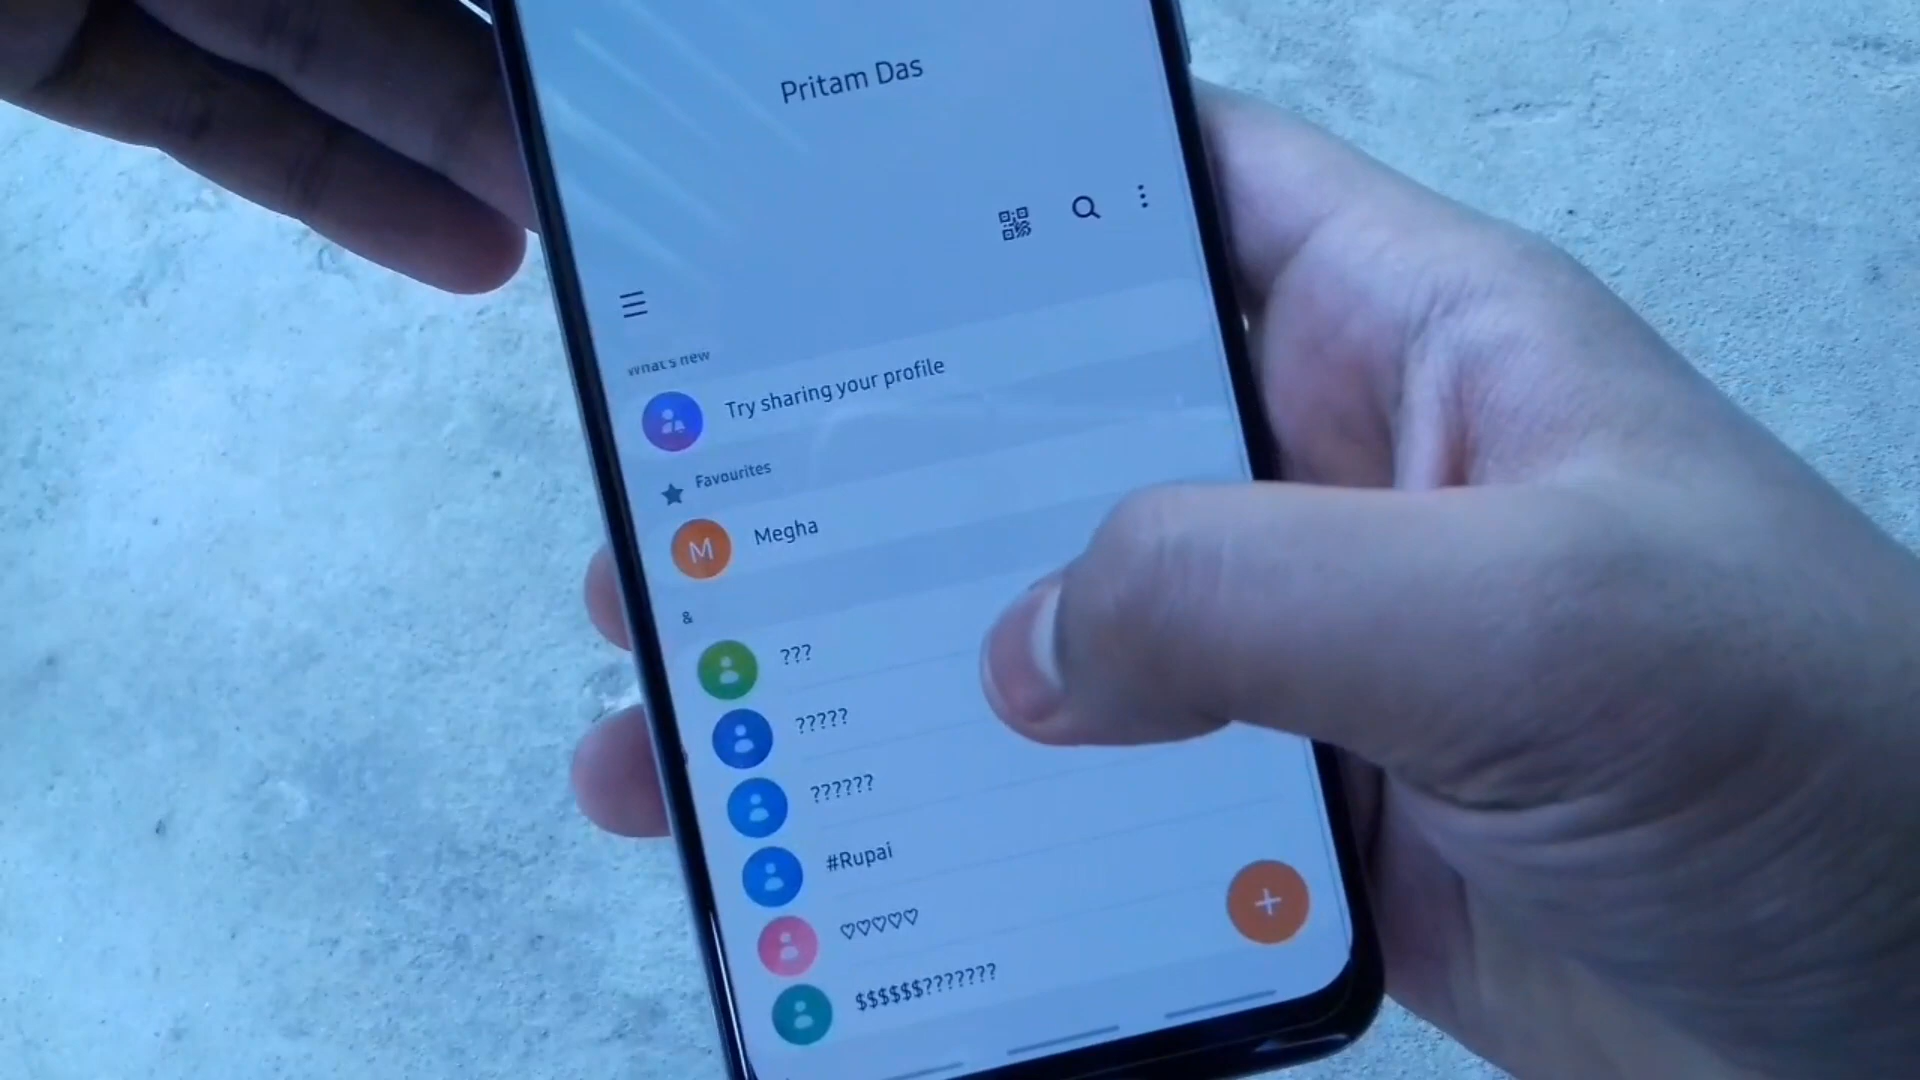 Pritam Das
What's new
Try sharing your profile
Favourites
M
Megha
&
???
?????
??????
#Rupai
♡♡♡♡♡
$$$$$$???????